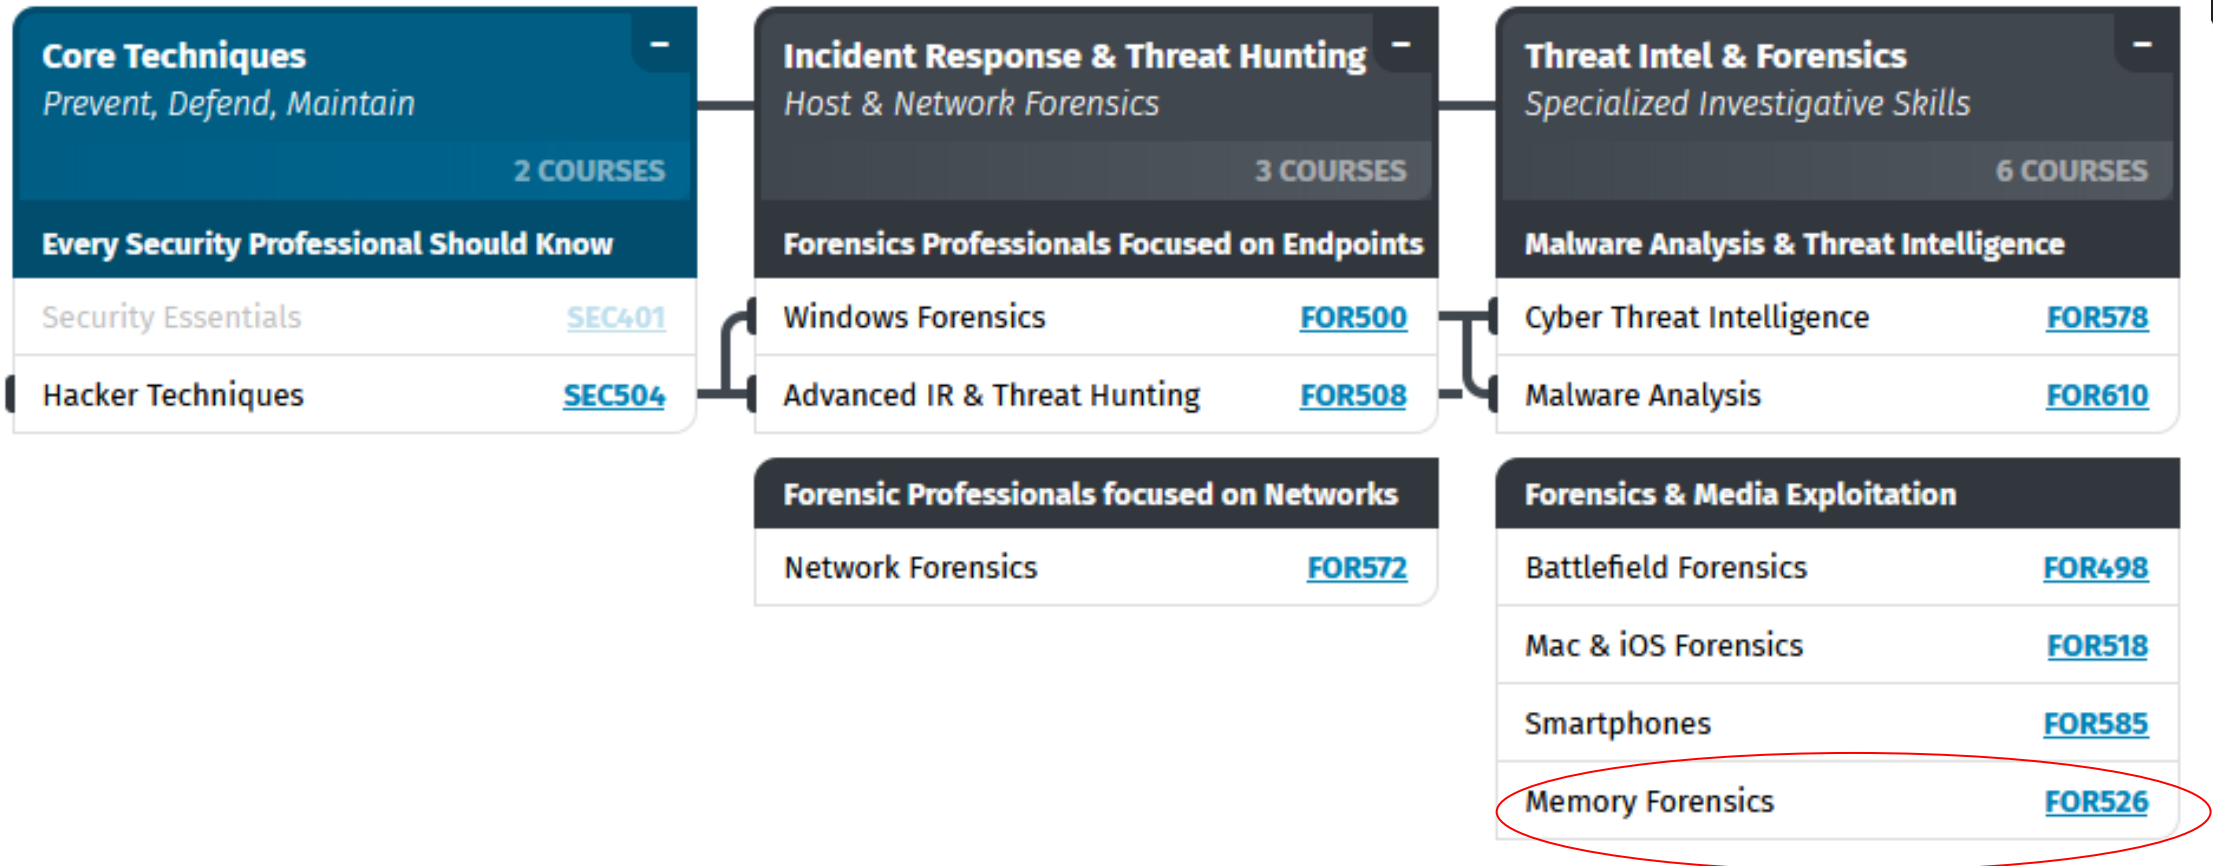 Core Techniques
Prevent, Defend, Maintain
2 COURSES
Every Security Professional Should Know
Security Essentials SEC401
Hacker Techniques SEC504
Incident Response & Threat Hunting
Host & Network Forensics
3 COURSES
Forensics Professionals Focused on Endpoints
Windows Forensics FOR500
Advanced IR & Threat Hunting FOR508
Forensic Professionals focused on Networks
Network Forensics FOR572
Threat Intel & Forensics
Specialized Investigative Skills
6 COURSES
Malware Analysis & Threat Intelligence
Cyber Threat Intelligence FOR578
Malware Analysis FOR610
Forensics & Media Exploitation
Battlefield Forensics FOR498
Mac & iOS Forensics FOR518
Smartphones FOR585
Memory Forensics FOR526